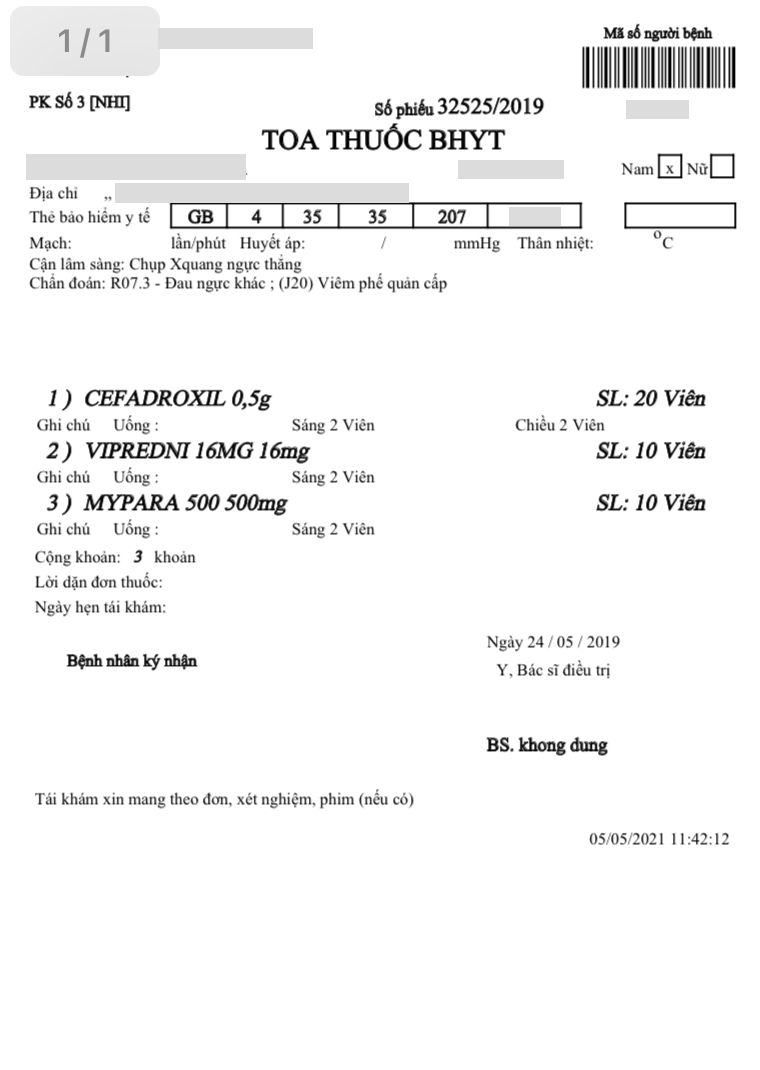 1/1
Mã số người bệnh
PK Số 3 [NHI]
Số phiếu 32525/2019
TOA THUỐC BHYT
Nam x Nữ
Địa chỉ ,,
Thẻ bảo hiểm y tế GB 4 35 35 207
Mạch: lần/phút Huyết áp: / mmHg Thân nhiệt: °C
Cận lâm sàng: Chụp Xquang ngực thẳng
Chẩn đoán: R07.3 - Đau ngực khác ; (J20) Viêm phế quản cấp
1 ) CEFADROXIL 0,5g SL: 20 Viên
Ghi chú Uống : Sáng 2 Viên Chiều 2 Viên
2 ) VIPREDNI 16MG 16mg SL: 10 Viên
Ghi chú Uống : Sáng 2 Viên
3 ) MYPARA 500 500mg SL: 10 Viên
Ghi chú Uống : Sáng 2 Viên
Cộng khoản: 3 khoản
Lời dặn đơn thuốc:
Ngày hẹn tái khám:
Ngày 24 / 05 / 2019
Bệnh nhân ký nhận
Y, Bác sĩ điều trị
BS. khong dung
Tái khám xin mang theo đơn, xét nghiệm, phim (nếu có)
05/05/2021 11:42:12